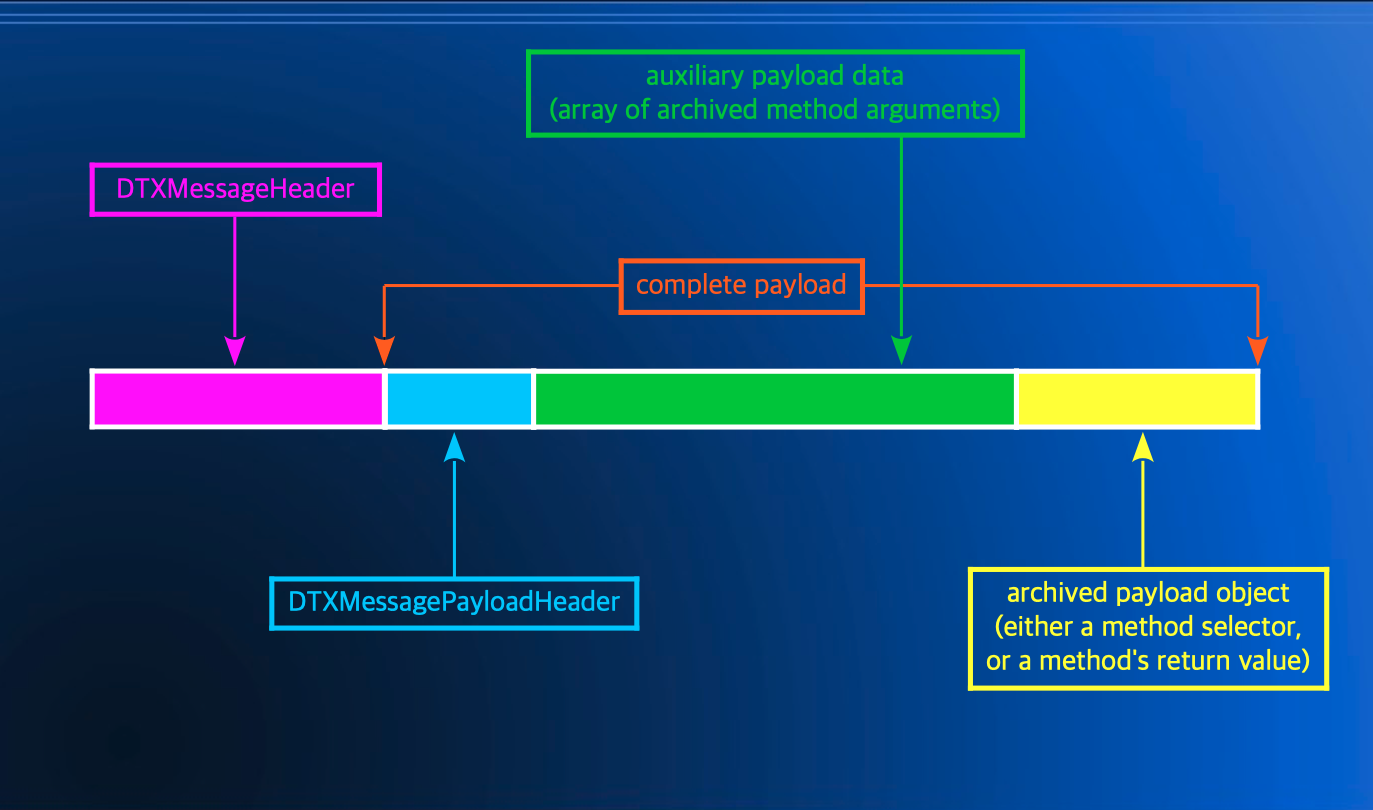 auxiliary payload data
(array of archived method arguments)
DTXMessageHeader
complete payload
DTXMessagePayloadHeader
archived payload object
(either a method selector,
or a method's return value)